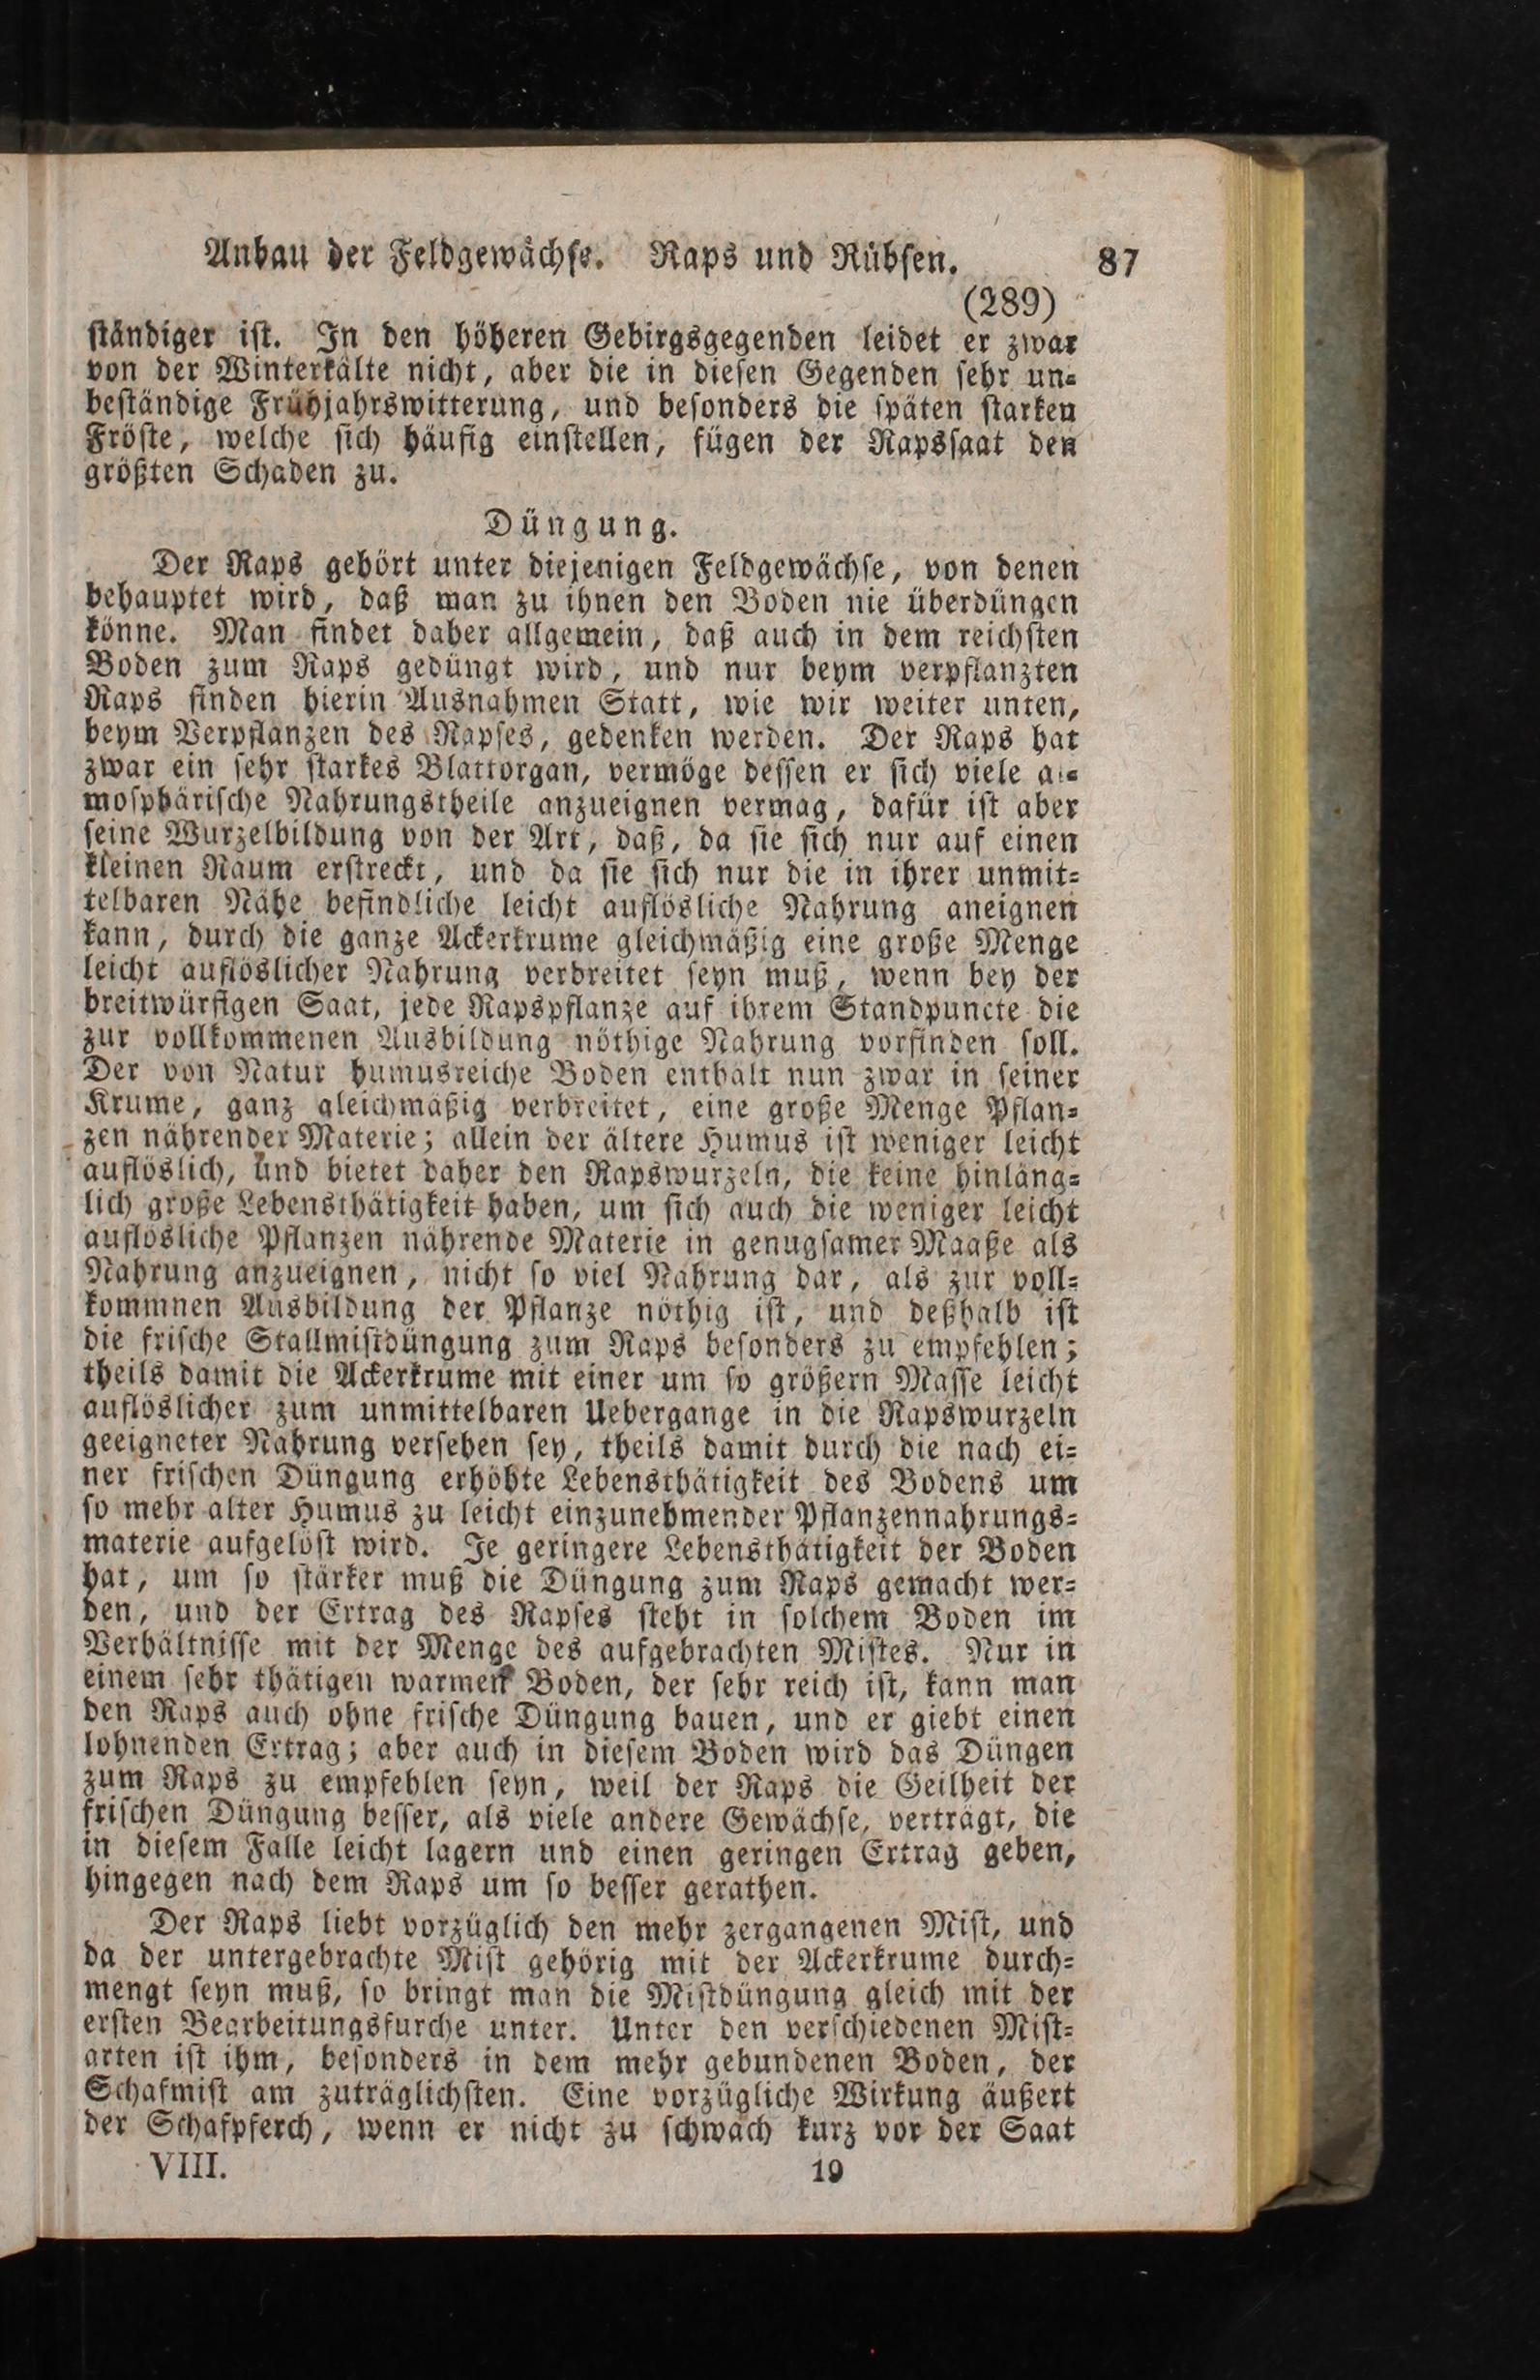 Anbau der Feldgewächse. Raps und Rübsen. 87
(289)
ständiger ist. In den höheren Gebirgsgegenden leidet er zwar
von der Winterkälte nicht, aber die in diesen Gegenden sehr un=
beständige Frühjahrswitterung, und besonders die späten starken
Fröste, welche sich häufig einstellen, fügen der Rapssaat den
größten Schaden zu.
Düngung.
Der Raps gehört unter diejenigen Feldgewächse, von denen
behauptet wird, daß man zu ihnen den Boden nie überdüngen
könne. Man findet daher allgemein, daß auch in dem reichsten
Boden zum Raps gedüngt wird, und nur beym verpflanzten
Raps finden hierin Ausnahmen Statt, wie wir weiter unten,
beym Verpflanzen des Rapses, gedenken werden. Der Raps hat
zwar ein sehr starkes Blattorgan, vermöge dessen er sich viele at=
mosphärische Nahrungstheile anzueignen vermag, dafür ist aber
seine Wurzelbildung von der Art, daß, da sie sich nur auf einen
kleinen Raum erstreckt, und da sie sich nur die in ihrer unmit=
telbaren Nähe befindliche leicht auflösliche Nahrung aneignen
kann, durch die ganze Ackerkrume gleichmäßig eine große Menge
leicht auflöslicher Nahrung verbreitet seyn muß, wenn bey der
breitwürfigen Saat, jede Rapspflanze auf ihrem Standpuncte die
zur vollkommenen Ausbildung nöthige Nahrung vorfinden soll.
Der von Natur humusreiche Boden enthält nun zwar in seiner
Krume, ganz gleichmäßig verbreitet, eine große Menge Pflan=
zen nährender Materie; allein der ältere Humus ist weniger leicht
auflöslich, und bietet daher den Rapswurzeln, die keine hinläng=
lich große Lebensthätigkeit haben, um sich auch die weniger leicht
auflösliche Pflanzen nährende Materie in genugsamer Maaße als
Nahrung anzueignen, nicht so viel Nahrung dar, als zur voll=
kommnen Ausbildung der Pflanze nöthig ist, und deßhalb ist
die frische Stallmistdüngung zum Raps besonders zu empfehlen;
theils damit die Ackerkrume mit einer um so größern Masse leicht
auflöslicher zum unmittelbaren Uebergange in die Rapswurzeln
geeigneter Nahrung versehen sey, theils damit durch die nach ei=
ner frischen Düngung erhöhte Lebensthätigkeit des Bodens um
so mehr alter Humus zu leicht einzunehmender Pflanzennahrungs=
materie aufgelöst wird. Je geringere Lebensthätigkeit der Boden
hat, um so stärker muß die Düngung zum Raps gemacht wer=
den, und der Ertrag des Rapses steht in solchem Boden im
Verhältnisse mit der Menge des aufgebrachten Mistes. Nur in
einem sehr thätigen warmen Boden, der sehr reich ist, kann man
den Raps auch ohne frische Düngung bauen, und er giebt einen
lohnenden Ertrag; aber auch in diesem Boden wird das Düngen
zum Raps zu empfehlen seyn, weil der Raps die Geilheit der
frischen Düngung besser, als viele andere Gewächse, verträgt, die
in diesem Falle leicht lagern und einen geringen Ertrag geben,
hingegen nach dem Raps um so besser gerathen.
Der Raps liebt vorzüglich den mehr zergangenen Mist, und
da der untergebrachte Mist gehörig mit der Ackerkrume durch=
mengt seyn muß, so bringt man die Mistdüngung gleich mit der
ersten Bearbeitungsfurche unter. Unter den verschiedenen Mist=
arten ist ihm, besonders in dem mehr gebundenen Boden, der
Schafmist am zuträglichsten. Eine vorzügliche Wirkung äußert
der Schafpferch, wenn er nicht zu schwach kurz vor der Saat
VIII. 19